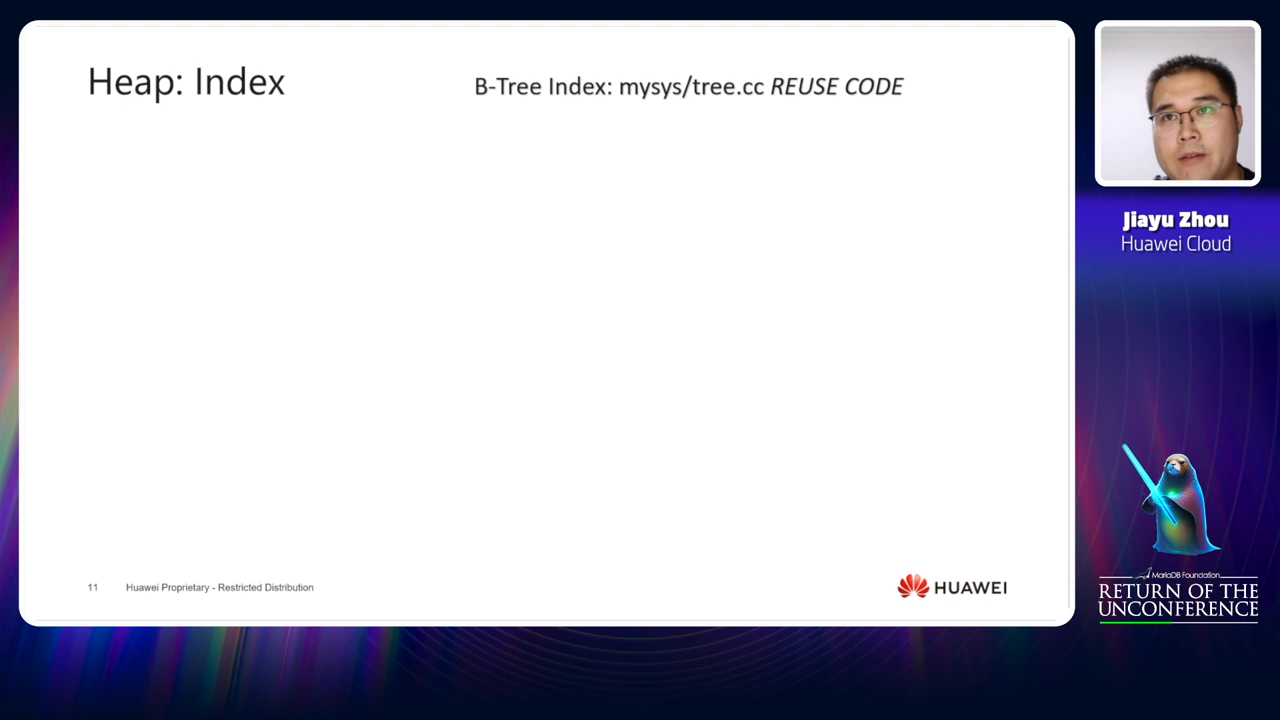 Heap: Index
B-Tree Index: mysys/tree.cc REUSE CODE
11
Huawei Proprietary - Restricted Distribution
HUAWEI
Jiayu Zhou
Huawei Cloud
MariaDB Foundation
RETURN OF THE
UNCONFERENCE